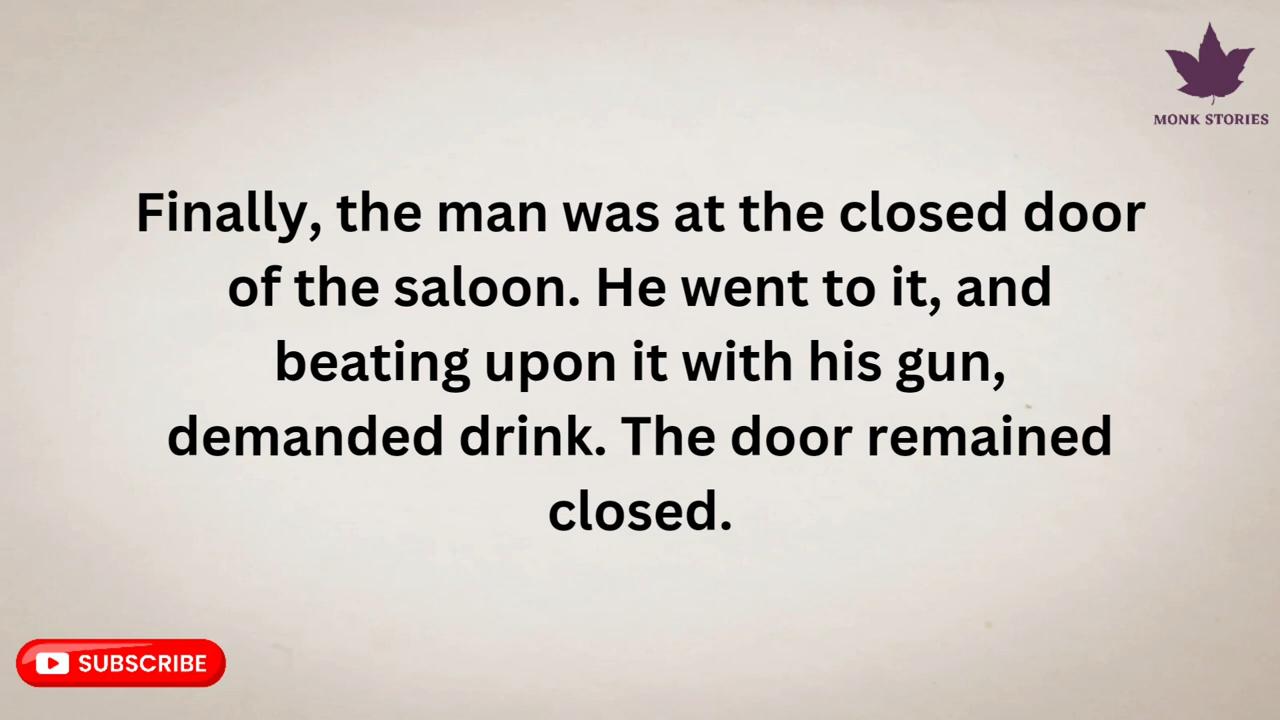 MONK STORIES
Finally, the man was at the closed door
of the saloon. He went to it, and
beating upon it with his gun,
demanded drink. The door remained
closed.
SUBSCRIBE